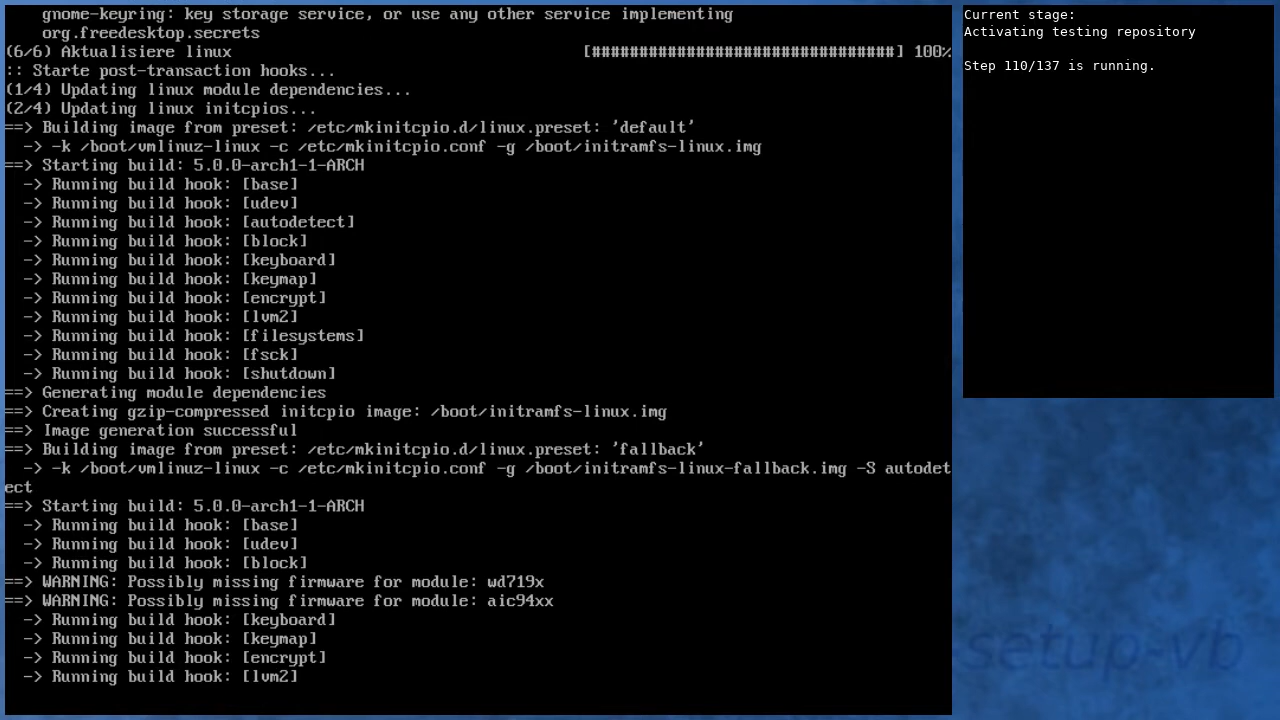 gnome-keyring: key storage service, or use any other service implementing
org.freedesktop.secrets
(6/6) Aktualisiere linux [################################] 100%
:: Starte post-transaction hooks...
(1/4) Updating linux module dependencies...
(2/4) Updating linux initcpios...
==> Building image from preset: /etc/mkinitcpio.d/linux.preset: 'default'
-> -k /boot/vmlinuz-linux -c /etc/mkinitcpio.conf -g /boot/initramfs-linux.img
==> Starting build: 5.0.0-arch1-1-ARCH
-> Running build hook: [base]
-> Running build hook: [udev]
-> Running build hook: [autodetect]
-> Running build hook: [block]
-> Running build hook: [keyboard]
-> Running build hook: [keymap]
-> Running build hook: [encrypt]
-> Running build hook: [lvm2]
-> Running build hook: [filesystems]
-> Running build hook: [fsck]
-> Running build hook: [shutdown]
==> Generating module dependencies
==> Creating gzip-compressed initcpio image: /boot/initramfs-linux.img
==> Image generation successful
==> Building image from preset: /etc/mkinitcpio.d/linux.preset: 'fallback'
-> -k /boot/vmlinuz-linux -c /etc/mkinitcpio.conf -g /boot/initramfs-linux-fallback.img -S autodet
ect
==> Starting build: 5.0.0-arch1-1-ARCH
-> Running build hook: [base]
-> Running build hook: [udev]
-> Running build hook: [block]
==> WARNING: Possibly missing firmware for module: wd719x
==> WARNING: Possibly missing firmware for module: aic94xx
-> Running build hook: [keyboard]
-> Running build hook: [keymap]
-> Running build hook: [encrypt]
-> Running build hook: [lvm2]
Current stage:
Activating testing repository
Step 110/137 is running.
setup-vb